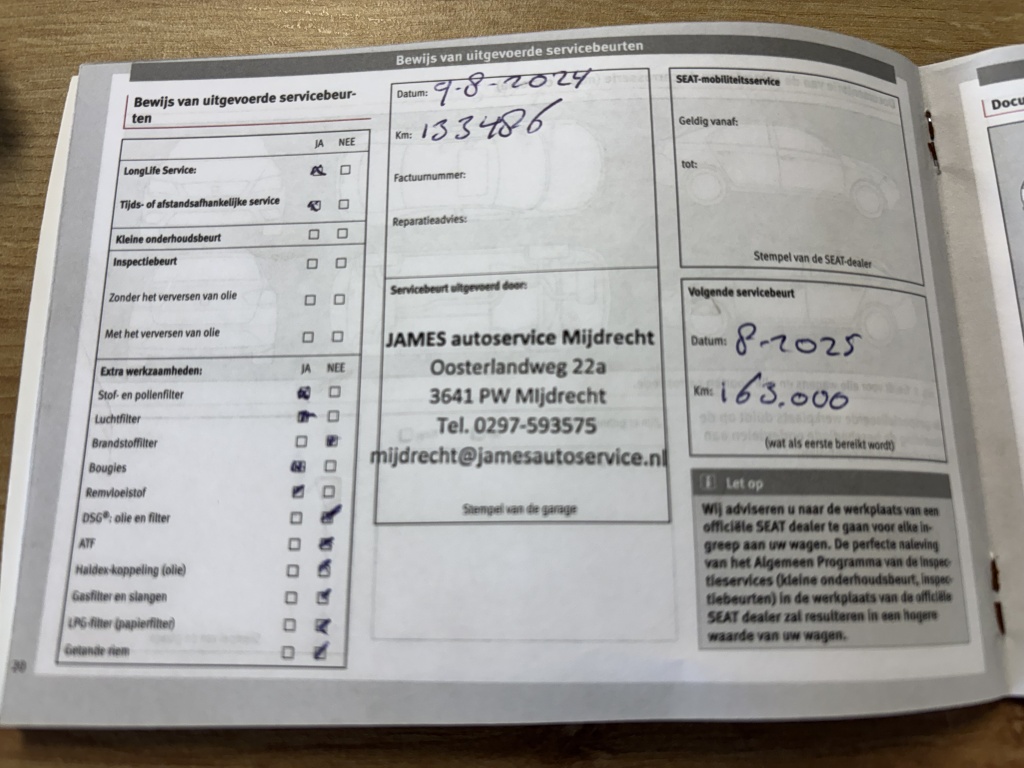 Bewijs van uitgevoerde servicebeurten
Bewijs van uitgevoerde servicebeur-
ten
JA NEE
LongLife Service:
Tijds- of afstandsafhankelijke service
Kleine onderhoudsbeurt
Inspectiebeurt
Zonder het verversen van olie
Met het verversen van olie
Extra werkzaamheden: JA NEE
Stof- en pollenfilter
Luchtfilter
Brandstoffilter
Bougies
Remvloeistof
DSG®: olie en filter
ATF
Haldex-koppeling (olie)
Gasfilter en slangen
LPG-filter (papierfilter)
Getande riem
20
Datum: 9-8-2024
Km: 133486
Factuurnummer:
Reparatieadvies:
Servicebeurt uitgevoerd door:
JAMES autoservice Mijdrecht
Oosterlandweg 22a
3641 PW MIjdrecht
Tel. 0297-593575
mijdrecht@jamesautoservice.nl
Stempel van de garage
SEAT-mobiliteitsservice
Geldig vanaf:
tot:
Stempel van de SEAT-dealer
Volgende servicebeurt
Datum: 8-2025
Km: 163.000
(wat als eerste bereikt wordt)
Let op
Wij adviseren u naar de werkplaats van een
officiële SEAT dealer te gaan voor elke in-
greep aan uw wagen. De perfecte naleving
van het Algemeen Programma van de inspec-
tieservices (kleine onderhoudsbeurt, inspec-
tiebeurten) in de werkplaats van de officiële
SEAT dealer zal resulteren in een hogere
waarde van uw wagen.
Docu